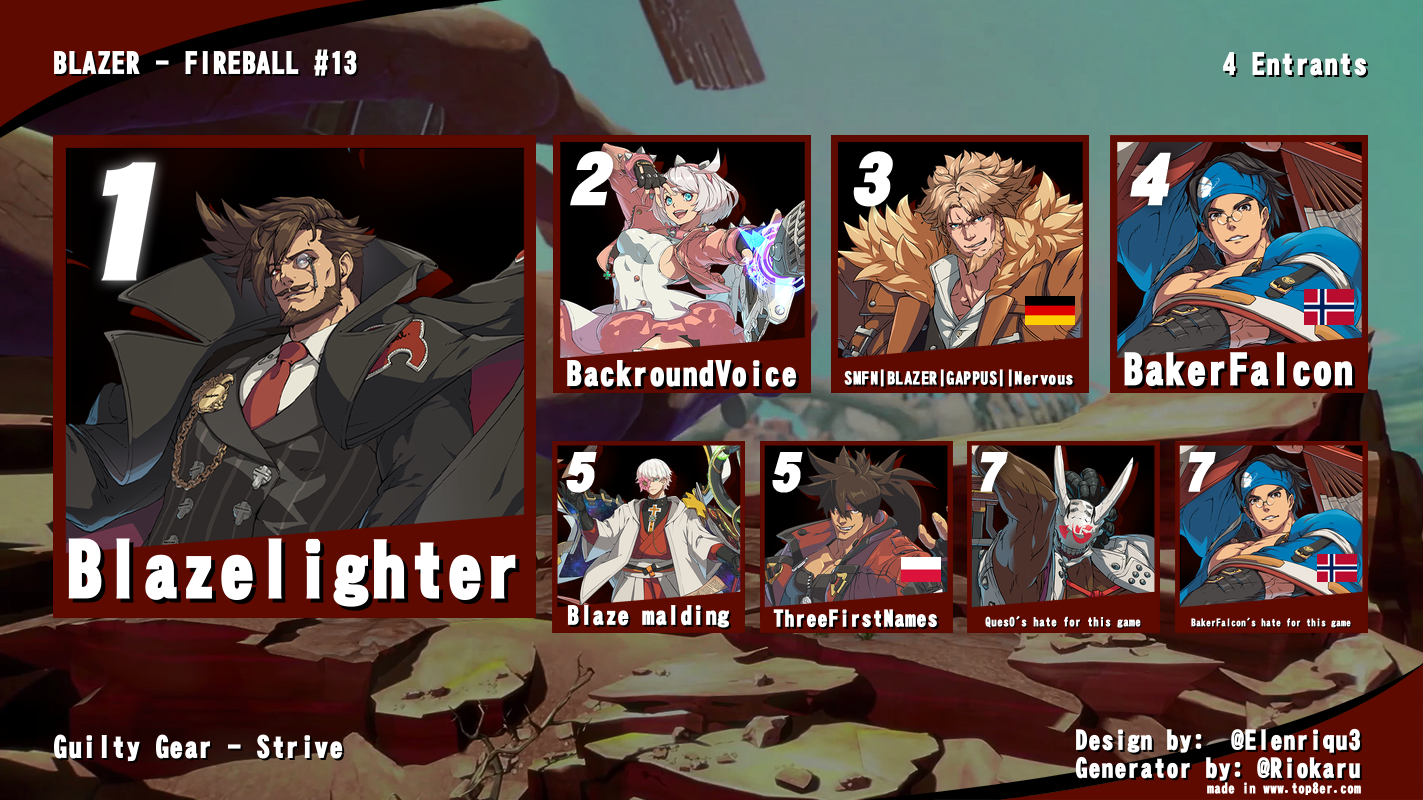 BLAZER - FIREBALL #13
4 Entrants
1
Blazelighter
2
BackroundVoice
3
SMFN|BLAZER|GAPPUS||Nervous
4
BakerFalcon
5
Blaze malding
5
ThreeFirstNames
7
QuesO's hate for this game
7
BakerFalcon's hate for this game
Guilty Gear - Strive
Design by: @Elenriqu3
Generator by: @Riokaru
made in www.top8er.com